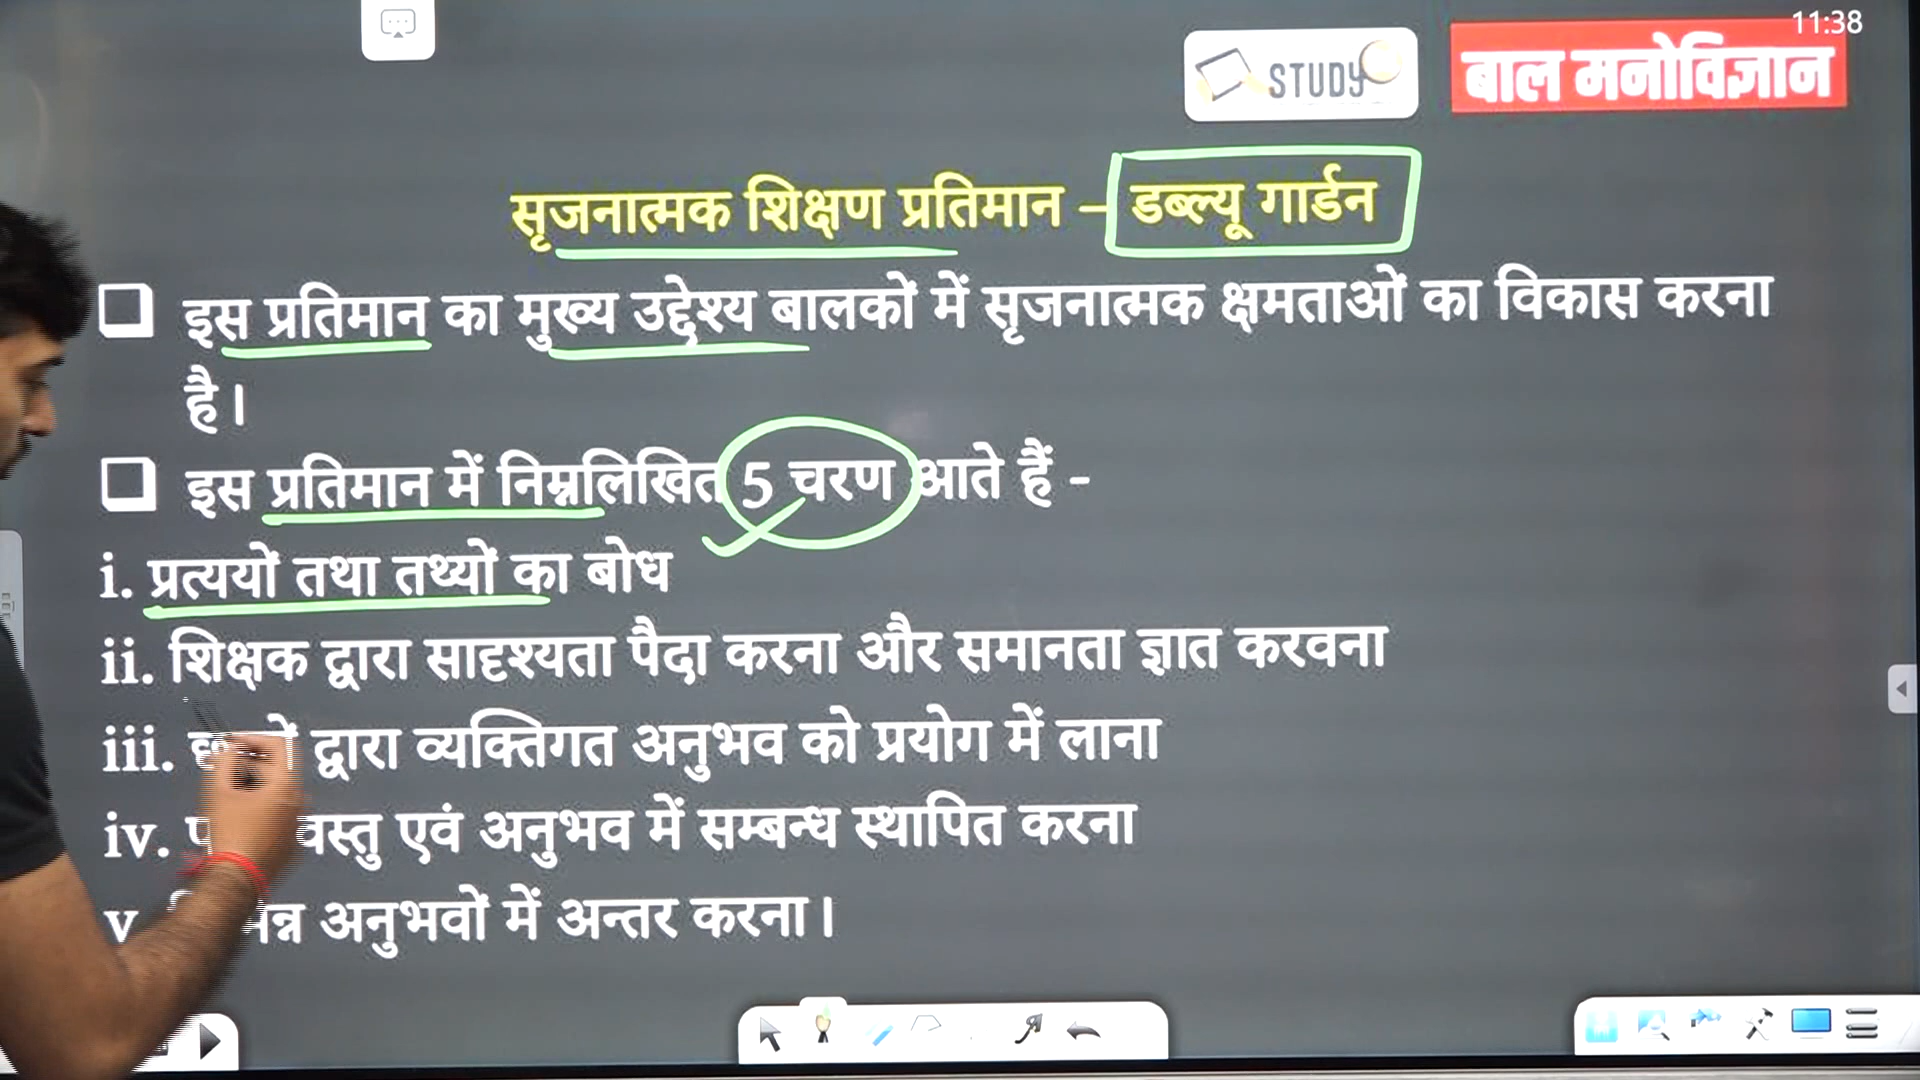 11:38
STUDY
बाल मनोविज्ञान
सृजनात्मक शिक्षण प्रतिमान – डब्ल्यू गार्डन
इस प्रतिमान का मुख्य उद्देश्य बालकों में सृजनात्मक क्षमताओं का विकास करना
है।
इस प्रतिमान में निम्नलिखित 5 चरण आते हैं -
i. प्रत्ययों तथा तथ्यों का बोध
ii. शिक्षक द्वारा सादृश्यता पैदा करना और समानता ज्ञात करवना
iii. द्वारा व्यक्तिगत अनुभव को प्रयोग में लाना
iv. वस्तु एवं अनुभव में सम्बन्ध स्थापित करना
v अनुभवों में अन्तर करना।